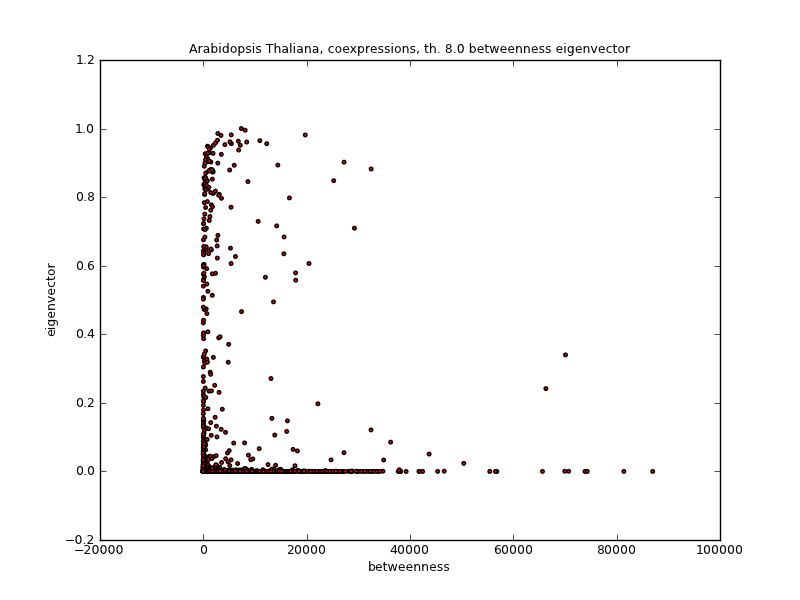 Arabidopsis Thaliana, coexpressions, th. 8.0 betweenness eigenvector
1.2
1.0
0.8
0.6
0.4
0.2
0.0
−0.2
eigenvector
−20000 0 20000 40000 60000 80000 100000
betweenness